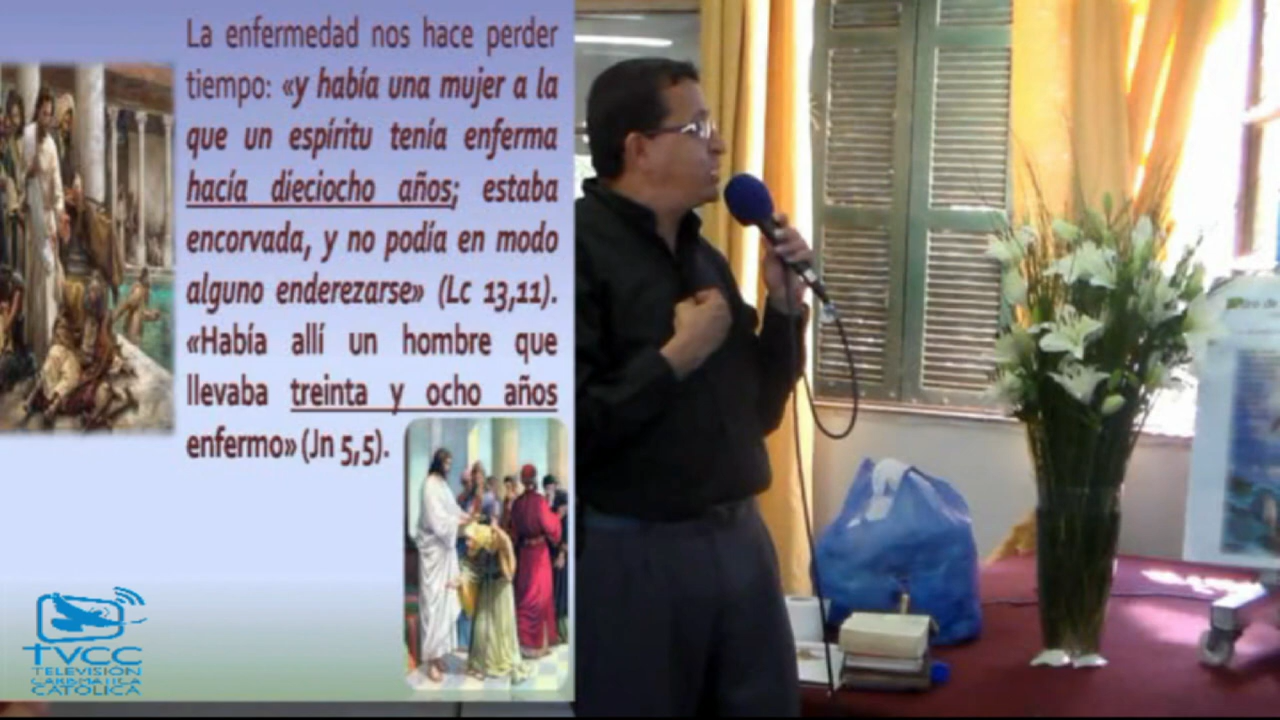 La enfermedad nos hace perder
tiempo: «y había una mujer a la
que un espíritu tenía enferma
hacía dieciocho años; estaba
encorvada, y no podía en modo
alguno enderezarse» (Lc 13,11).
«Había allí un hombre que
llevaba treinta y ocho años
enfermo» (Jn 5,5).
TVCC
TELEVISIÓN
CARISMÁTICA
CATÓLICA